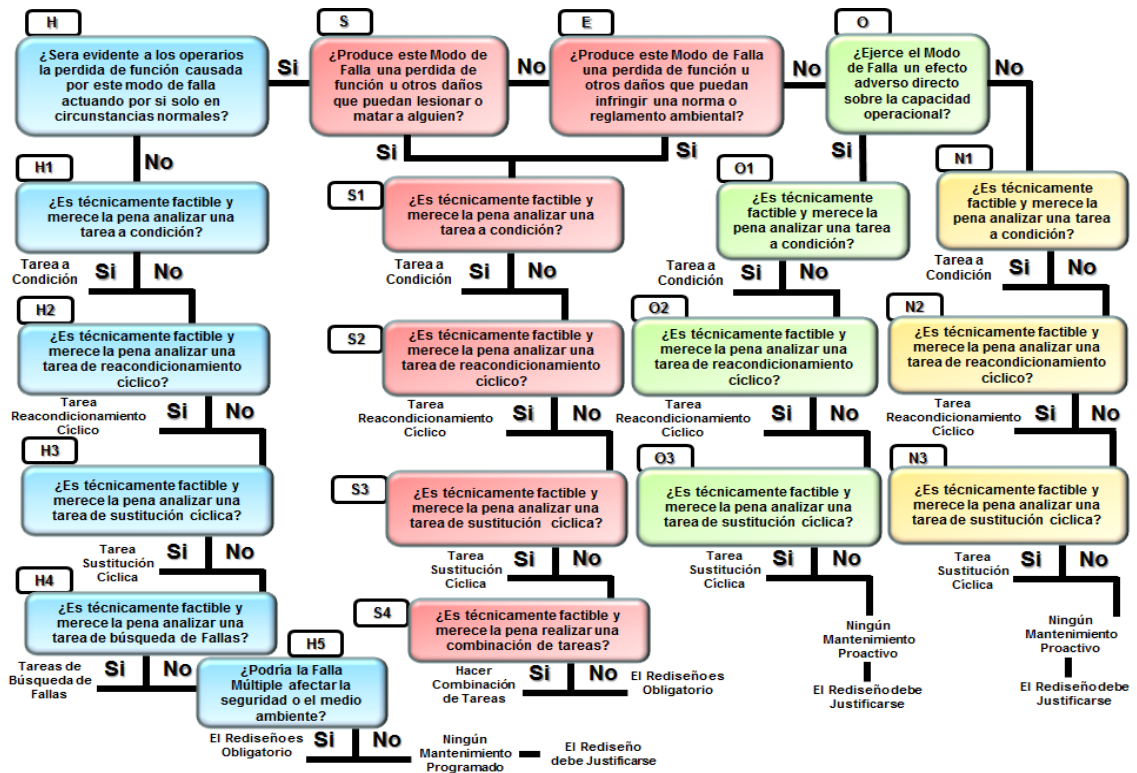 H
¿Sera evidente a los operarios
la perdida de función causada
por este modo de falla
actuando por si solo en
circunstancias normales?
Si
S
¿Produce este Modo de
Falla una perdida de
función u otros daños
que puedan lesionar o
matar a alguien?
No
E
¿Produce este Modo de Falla
una perdida de función u
otros daños que puedan
infringir una norma o
reglamento ambiental?
No
O
¿Ejerce el Modo
de Falla un efecto
adverso directo
sobre la capacidad
operacional?
No
Si
Si
Si
No
H1
¿Es técnicamente factible y
merece la pena analizar una
tarea a condición?
S1
¿Es técnicamente factible y
merece la pena analizar una
tarea a condición?
O1
¿Es técnicamente
factible y merece la
pena analizar una tarea
a condición?
N1
¿Es técnicamente
factible y merece la
pena analizar una tarea
a condición?
Tarea a
Condición
Si
No
Tarea a
Condición
Si
No
Tarea a
Condición
Si
No
Tarea a
Condición
Si
No
H2
¿Es técnicamente factible y
merece la pena analizar una
tarea de reacondicionamiento
cíclico?
S2
¿Es técnicamente factible y
merece la pena analizar una
tarea de reacondicionamiento
cíclico?
O2
¿Es técnicamente factible y
merece la pena analizar una
tarea de reacondicionamiento
cíclico?
N2
¿Es técnicamente factible y
merece la pena analizar una
tarea de reacondicionamiento
cíclico?
Tarea
Reacondicionamiento
Cíclico
Si
No
Tarea
Reacondicionamiento
Cíclico
Si
No
Tarea
Reacondicionamiento
Cíclico
Si
No
Tarea
Reacondicionamiento
Cíclico
Si
No
H3
¿Es técnicamente factible y
merece la pena analizar una
tarea de sustitución cíclica?
S3
¿Es técnicamente factible y
merece la pena analizar una
tarea de sustitución cíclica?
O3
¿Es técnicamente factible y
merece la pena analizar una
tarea de sustitución cíclica?
N3
¿Es técnicamente factible y
merece la pena analizar una
tarea de sustitución cíclica?
Tarea
Sustitución
Cíclica
Si
No
Tarea
Sustitución
Cíclica
Si
No
Tarea
Sustitución
Cíclica
Si
No
Tarea
Sustitución
Cíclica
Si
No
H4
¿Es técnicamente factible y
merece la pena analizar una
tarea de búsqueda de Fallas?
S4
¿Es técnicamente factible y
merece la pena realizar una
combinación de tareas?
Ningún
Mantenimiento
Proactivo
El Rediseño debe
Justificarse
Ningún
Mantenimiento
Proactivo
El Rediseño debe
Justificarse
Tareas de
Búsqueda de
Fallas
Si
No
H5
¿Podría la Falla
Múltiple afectar la
seguridad o el medio
ambiente?
Hacer
Combinación
de Tareas
Si
No
El Rediseño es
Obligatorio
El Rediseño es
Obligatorio
Si
No
Ningún
Mantenimiento
Programado
El Rediseño
debe Justificarse